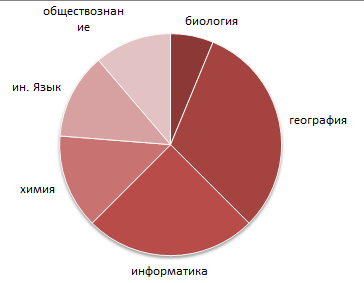 обществознан
ие
биология
ин. Язык
география
химия
информатика